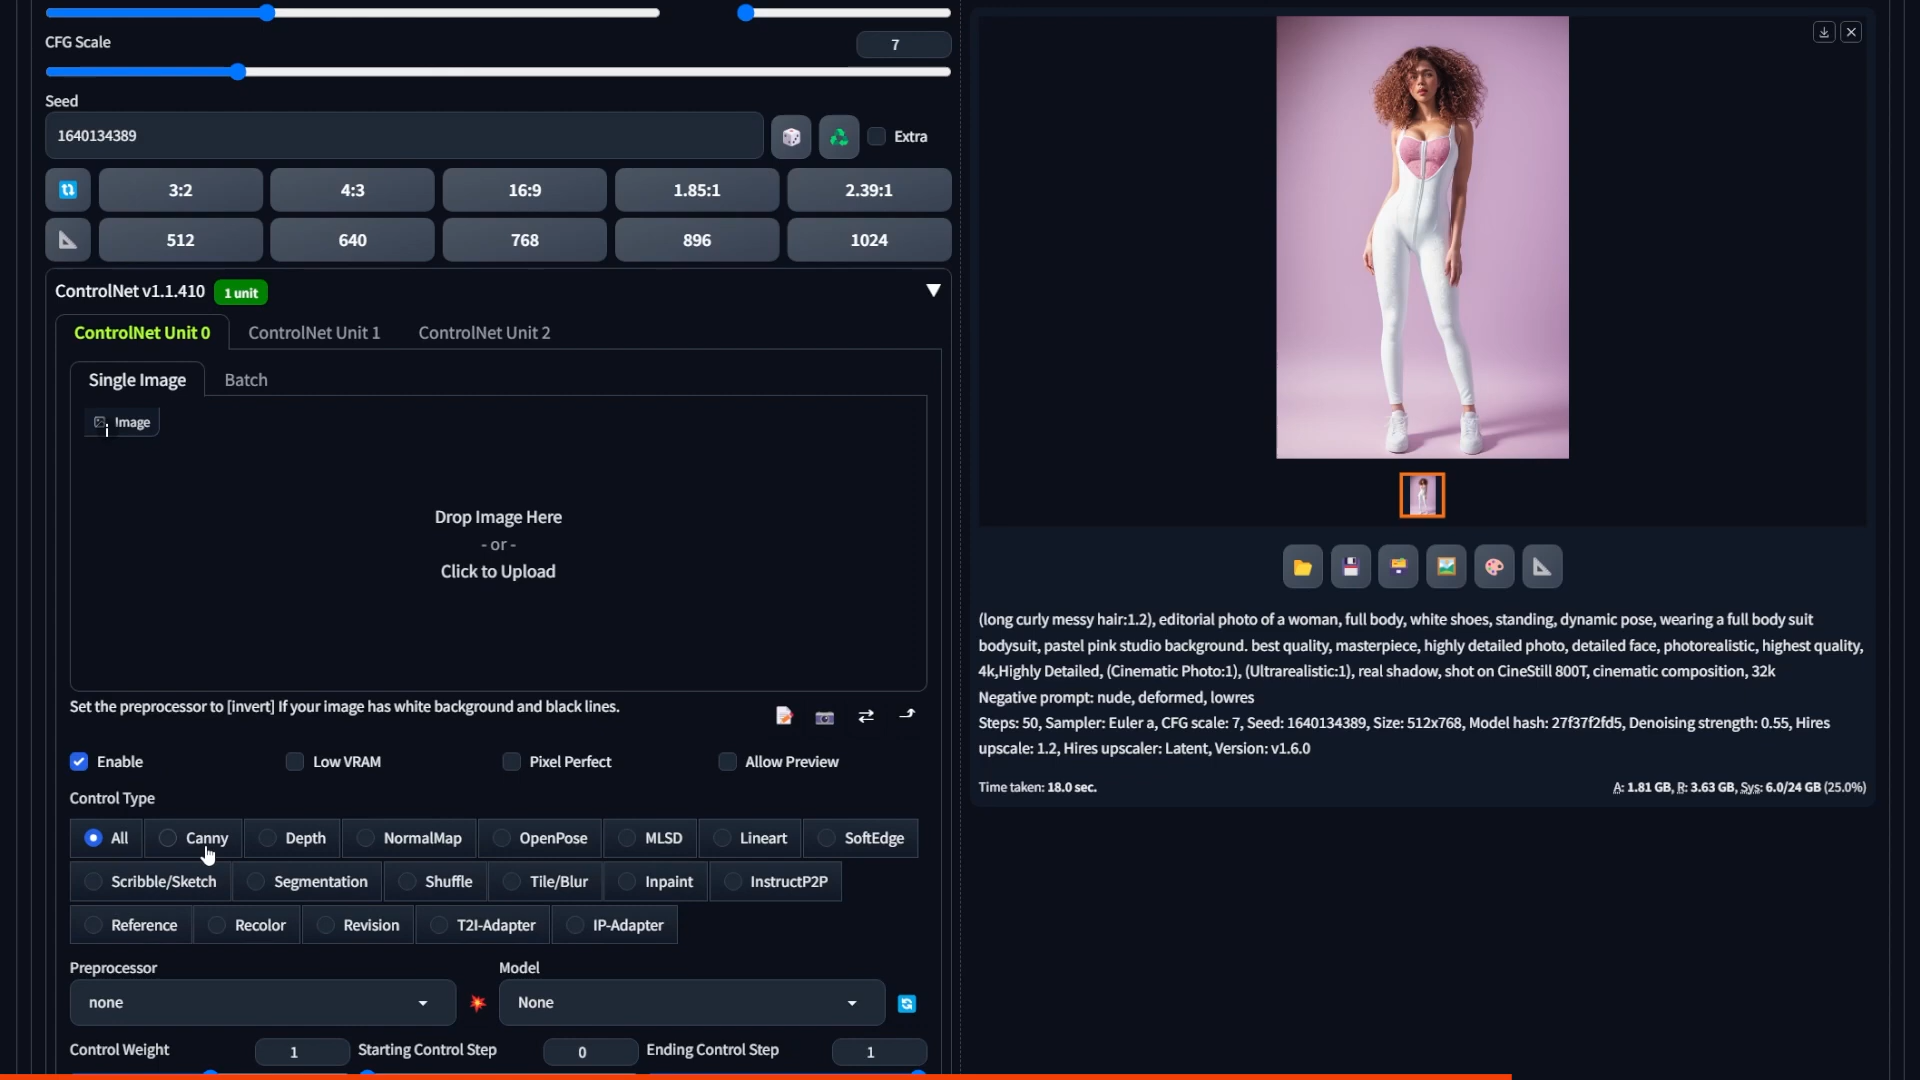 CFG Scale
7
Seed
1640134389
Extra
3:2 4:3 16:9 1.85:1 2.39:1
512 640 768 896 1024
ControlNet v1.1.410 1 unit
ControlNet Unit 0 ControlNet Unit 1 ControlNet Unit 2
Single Image Batch
Image
Drop Image Here
- or -
Click to Upload
Set the preprocessor to [invert] If your image has white background and black lines.
Enable Low VRAM Pixel Perfect Allow Preview
Control Type
All Canny Depth NormalMap OpenPose MLSD Lineart SoftEdge
Scribble/Sketch Segmentation Shuffle Tile/Blur Inpaint InstructP2P
Reference Recolor Revision T2I-Adapter IP-Adapter
Preprocessor Model
none None
Control Weight 1 Starting Control Step 0 Ending Control Step 1
(long curly messy hair:1.2), editorial photo of a woman, full body, white shoes, standing, dynamic pose, wearing a full body suit
bodysuit, pastel pink studio background. best quality, masterpiece, highly detailed photo, detailed face, photorealistic, highest quality,
4k,Highly Detailed, (Cinematic Photo:1), (Ultrarealistic:1), real shadow, shot on CineStill 800T, cinematic composition, 32k
Negative prompt: nude, deformed, lowres
Steps: 50, Sampler: Euler a, CFG scale: 7, Seed: 1640134389, Size: 512x768, Model hash: 27f37f2fd5, Denoising strength: 0.55, Hires
upscale: 1.2, Hires upscaler: Latent, Version: v1.6.0
Time taken: 18.0 sec.
A: 1.81 GB, R: 3.63 GB, Sys: 6.0/24 GB (25.0%)